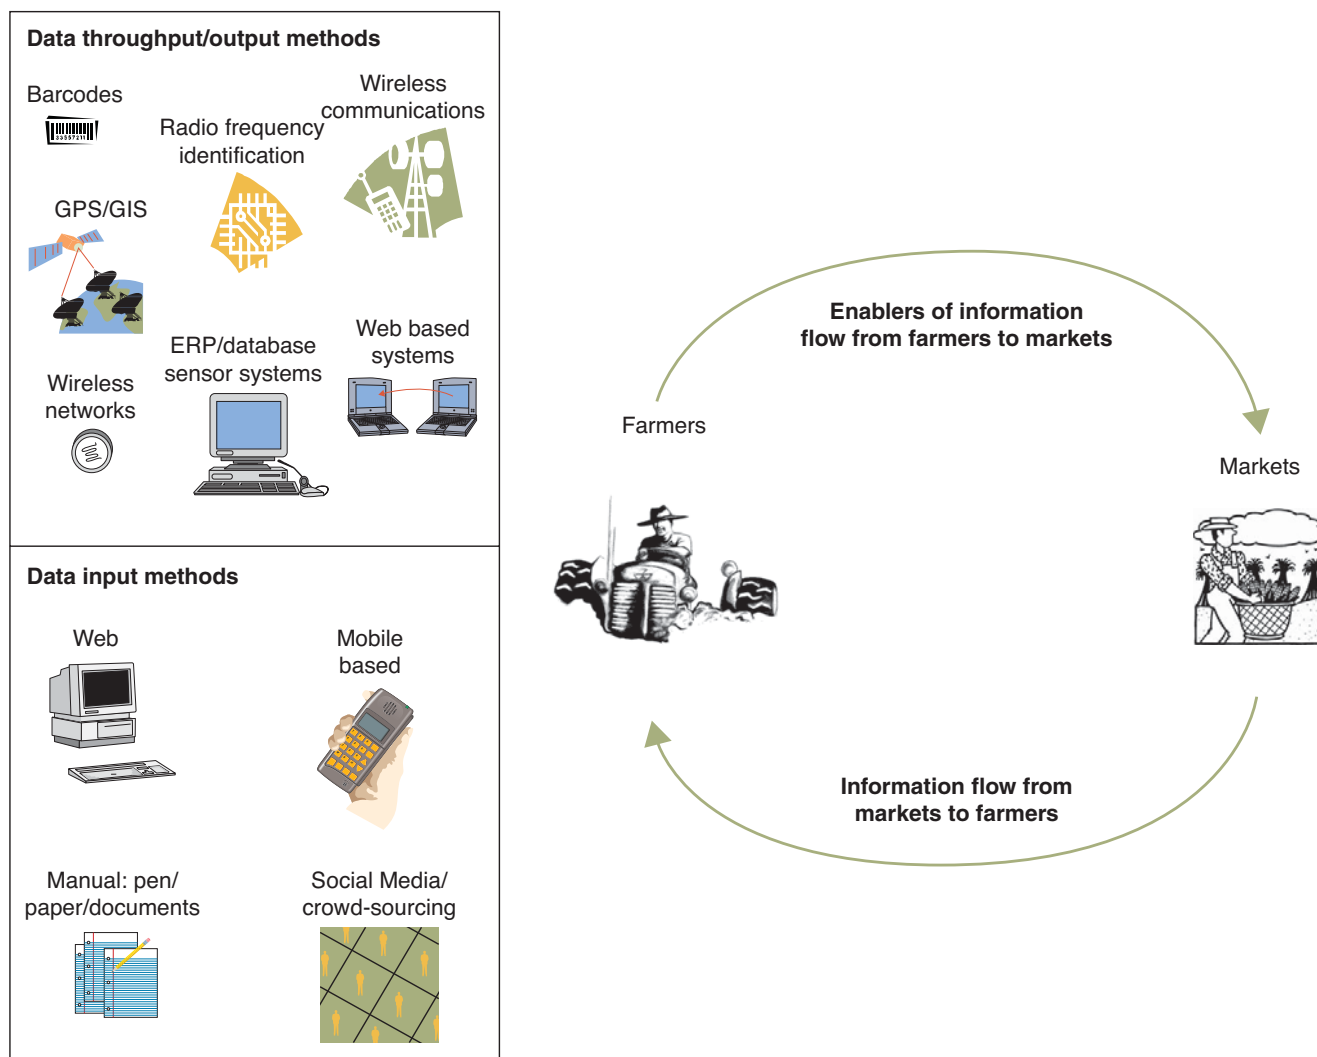 Data throughput/output methods
Barcodes
33557211
Radio frequency
identification
Wireless
communications
GPS/GIS
Wireless
networks
ERP/database
sensor systems
Web based
systems
Data input methods
Web
Mobile
based
Manual: pen/
paper/documents
Social Media/
crowd-sourcing
Enablers of information
flow from farmers to markets
Farmers
Markets
Information flow from
markets to farmers